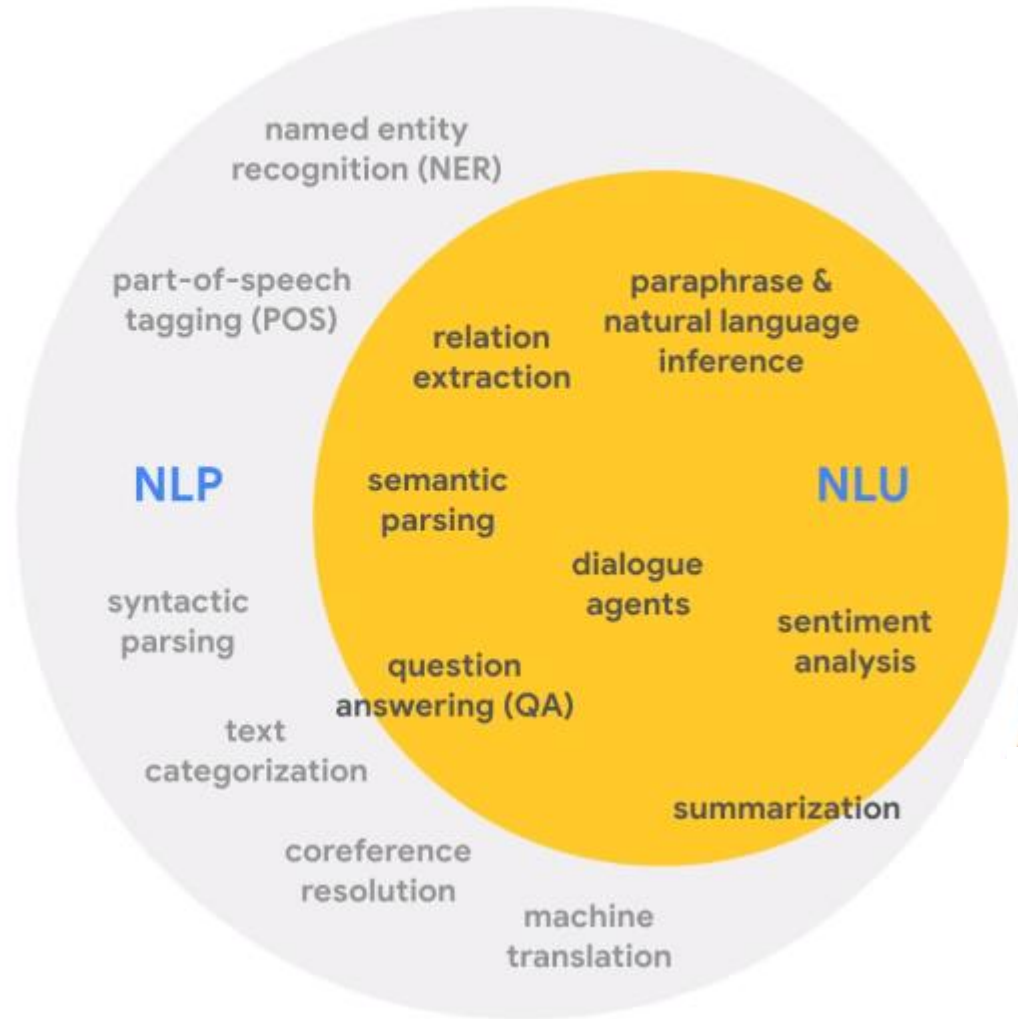 named entity
recognition (NER)
part-of-speech
tagging (POS)
paraphrase &
natural language
inference
relation
extraction
NLP
semantic
parsing
NLU
dialogue
agents
syntactic
parsing
sentiment
analysis
question
answering (QA)
text
categorization
summarization
coreference
resolution
machine
translation